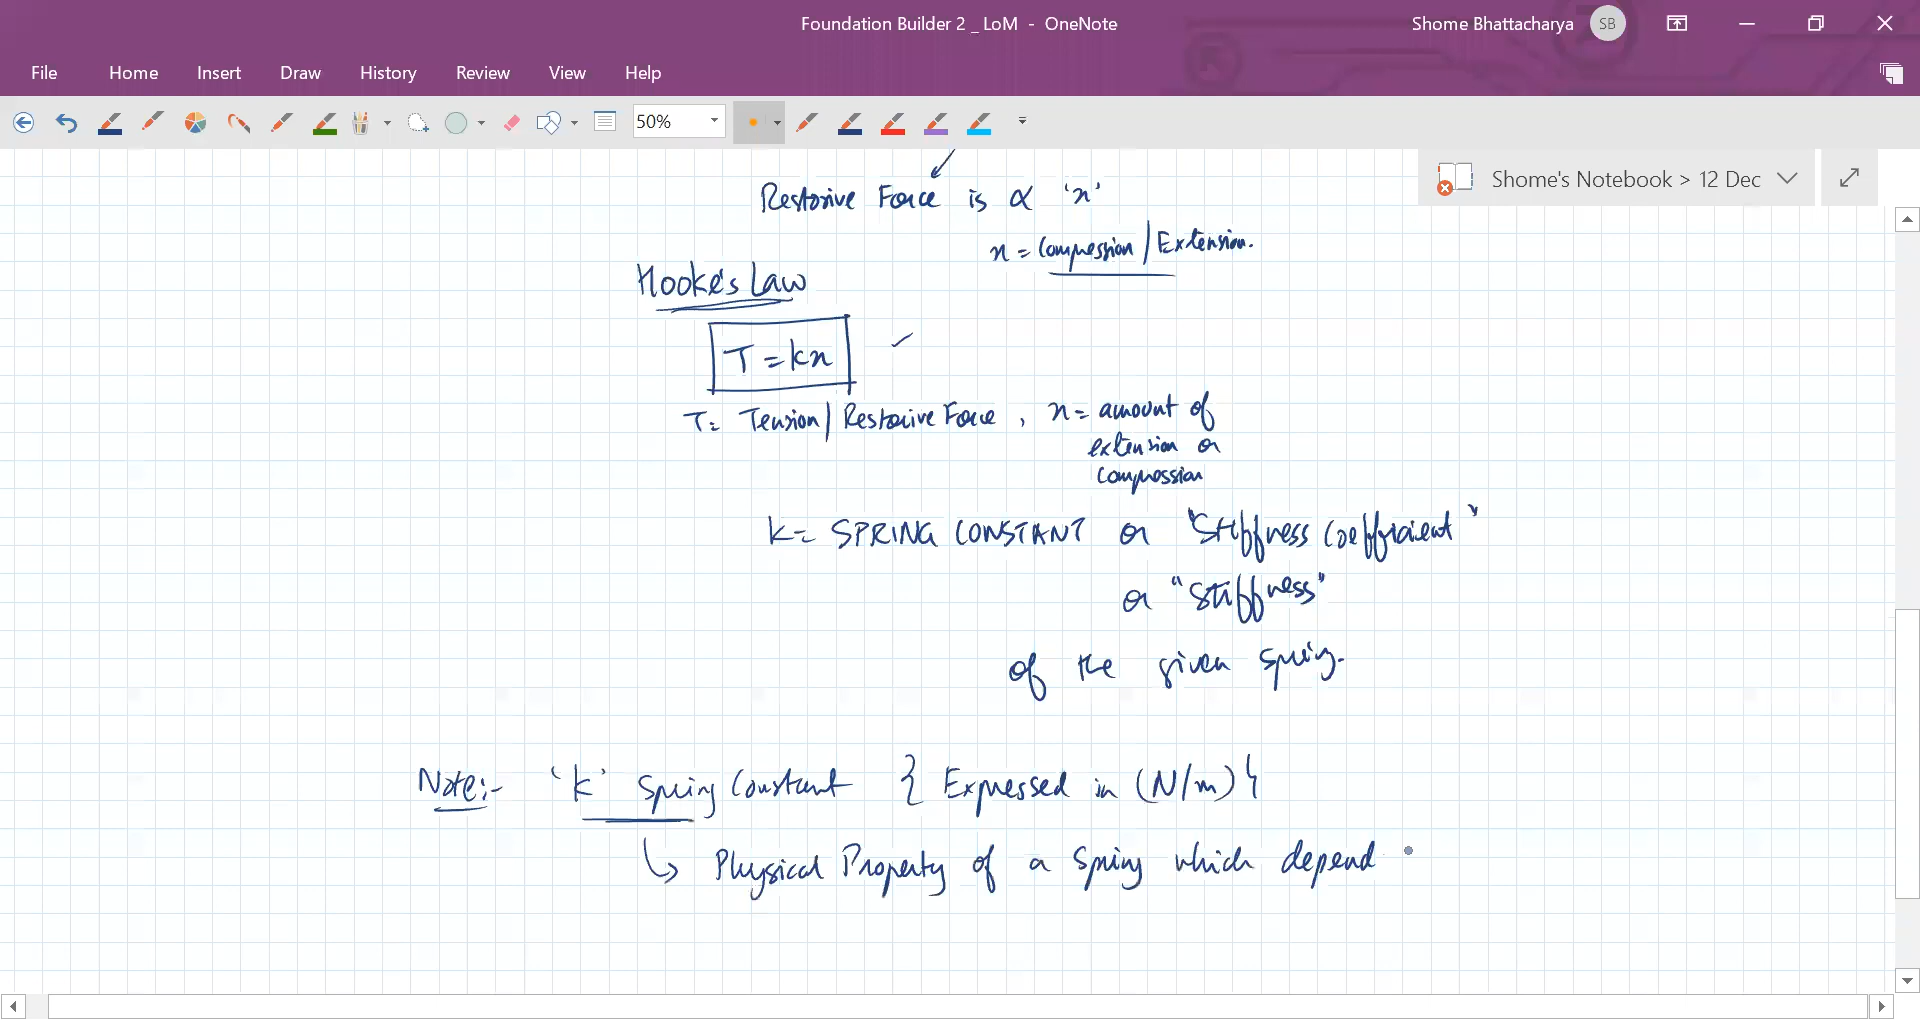 Foundation Builder 2 _ LoM - OneNote
Shome Bhattacharya SB
File Home Insert Draw History Review View Help
50%
Shome's Notebook > 12 Dec
Restorive Force is ∝ 'x'
x = Compression / Extension.
Hooke's Law
T = kx
T = Tension / Restorive Force , x = amount of
extension or
compression
k = SPRING CONSTANT or "Stiffness Coefficient"
or "Stiffness"
of the given spring.
Note:- 'k' Spring Constant { Expressed in (N/m) }
Physical Property of a Spring which depend